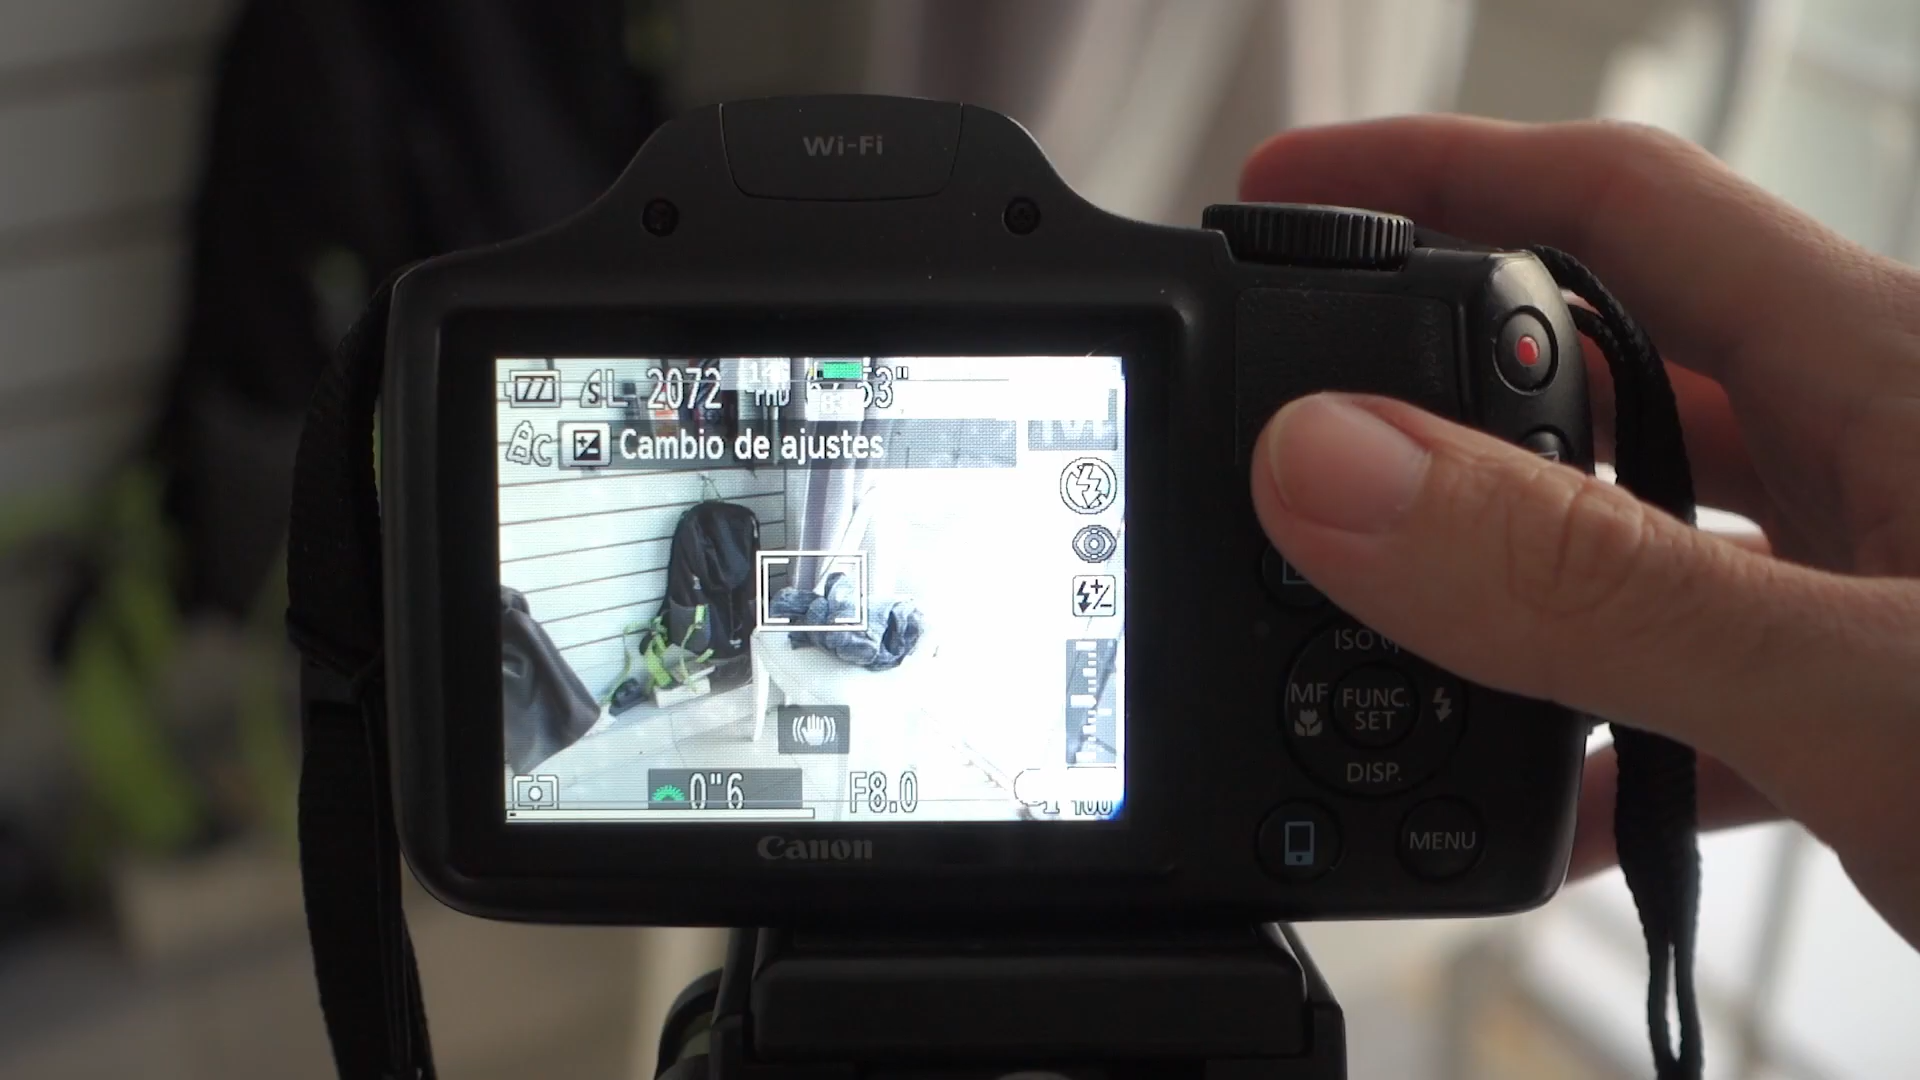 Wi-Fi
L 2072
Cambio de ajustes
0"6 F8.0
Canon
ISO
MF FUNC. SET
DISP.
MENU